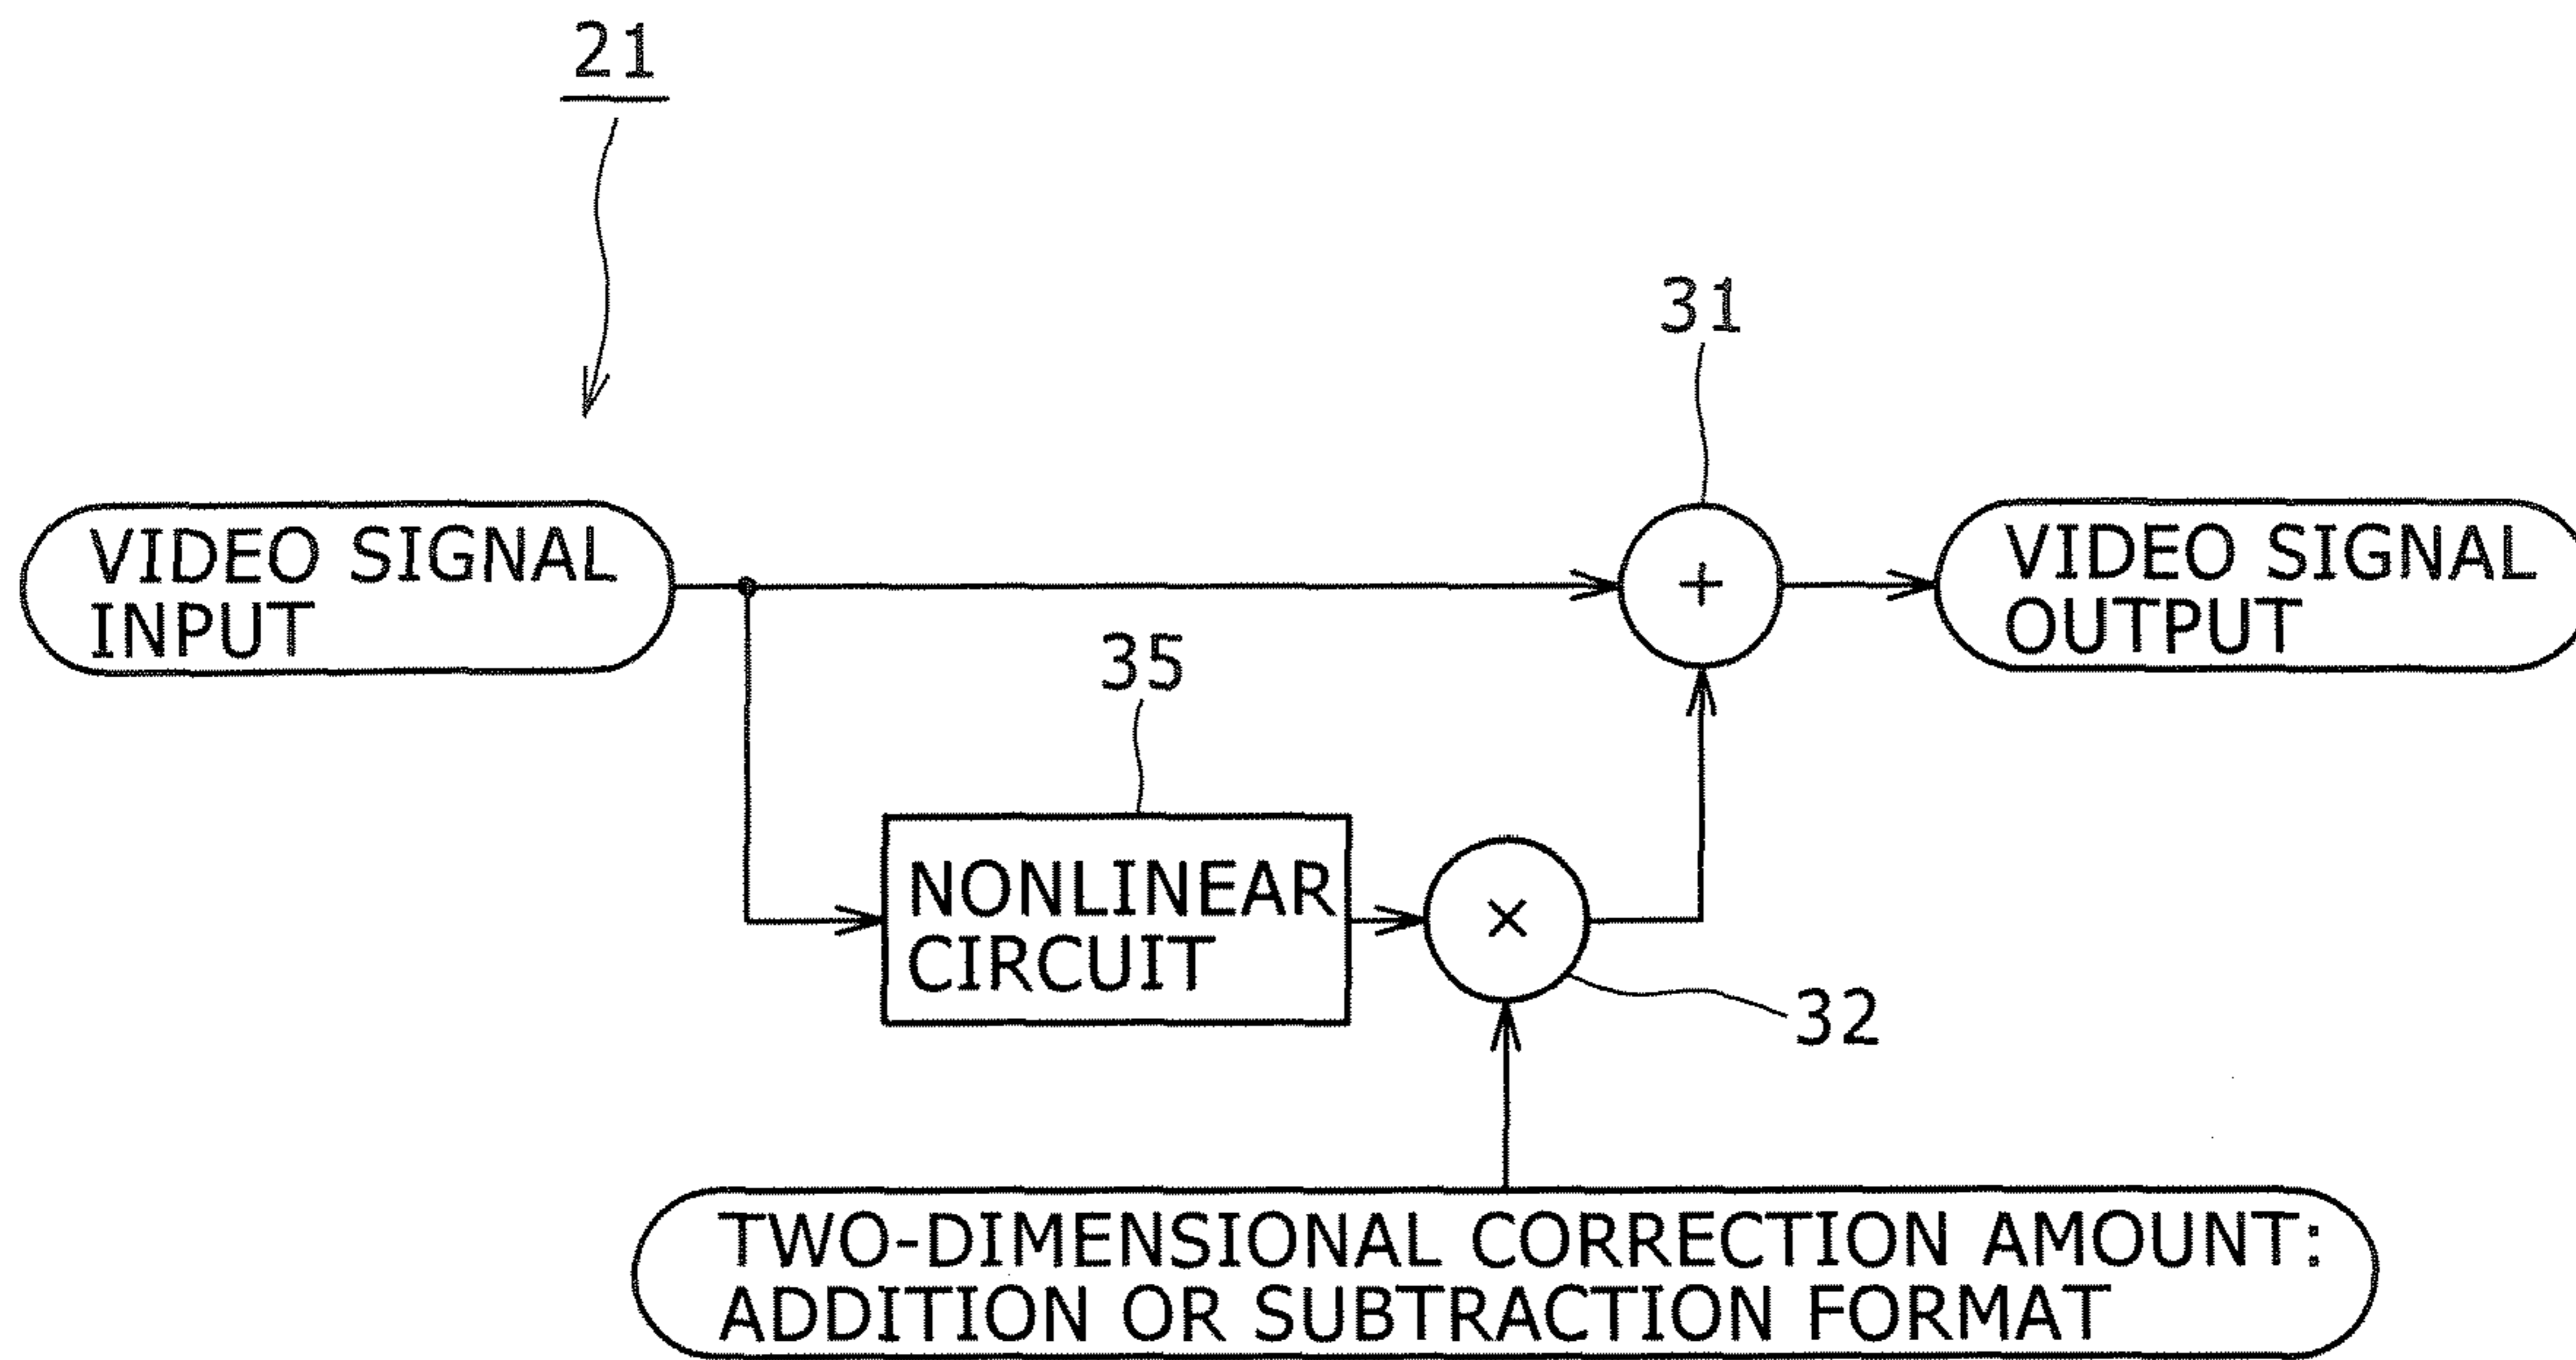 21
31
VIDEO SIGNAL
INPUT
+
VIDEO SIGNAL
OUTPUT
35
NONLINEAR
CIRCUIT
×
32
TWO-DIMENSIONAL CORRECTION AMOUNT:
ADDITION OR SUBTRACTION FORMAT